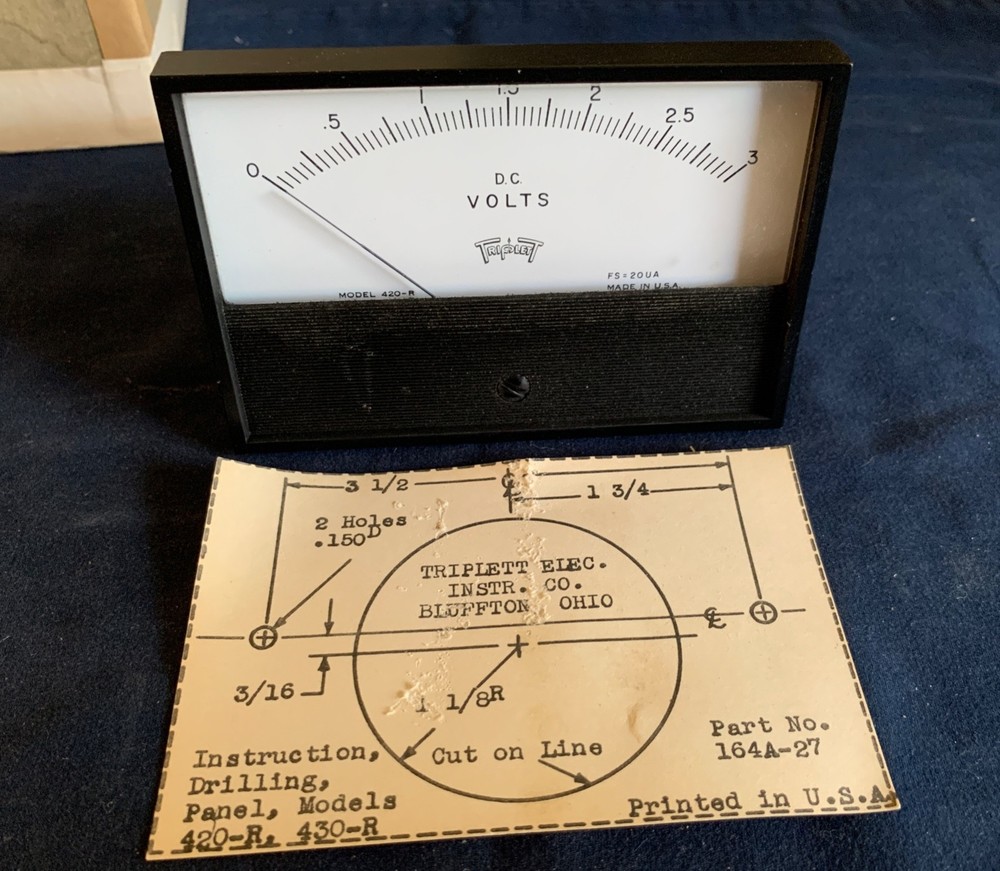 0 .5 1 1.5 2 2.5 3
D.C.
VOLTS
TRIPLETT
FS=20UA
MODEL 420-R MADE IN U.S.A.
3 1/2 ℄ 1 3/4
2 Holes
.150D
TRIPLETT ELEC.
INSTR. CO.
BLUFFTON OHIO
℄
3/16
1 1/8R
Cut on Line
Part No.
164A-27
Instruction,
Drilling,
Panel, Models
420-R, 430-R
Printed in U.S.A.